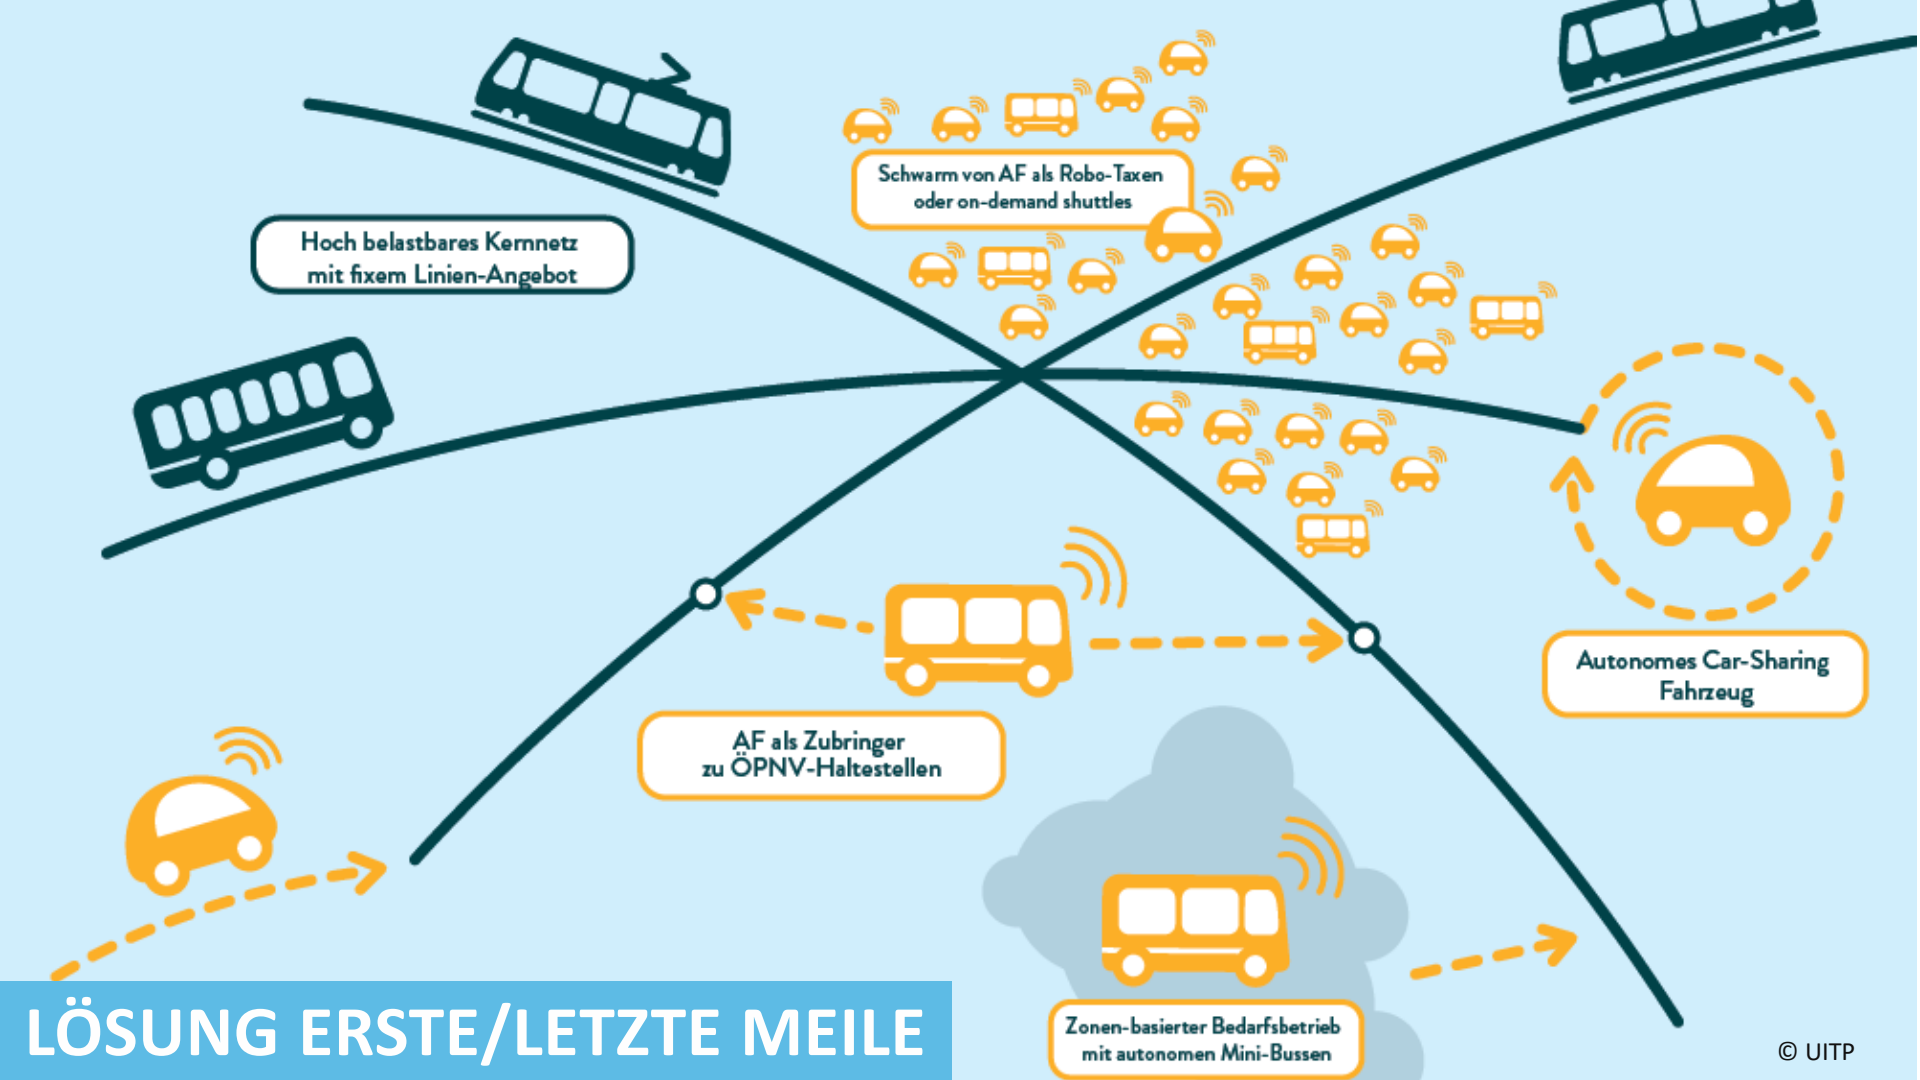 Schwarm von AF als Robo-Taxen
oder on-demand shuttles
Hoch belastbares Kernnetz
mit fixem Linien-Angebot
Autonomes Car-Sharing
Fahrzeug
AF als Zubringer
zu ÖPNV-Haltestellen
Zonen-basierter Bedarfsbetrieb
mit autonomen Mini-Bussen
LÖSUNG ERSTE/LETZTE MEILE
© UITP